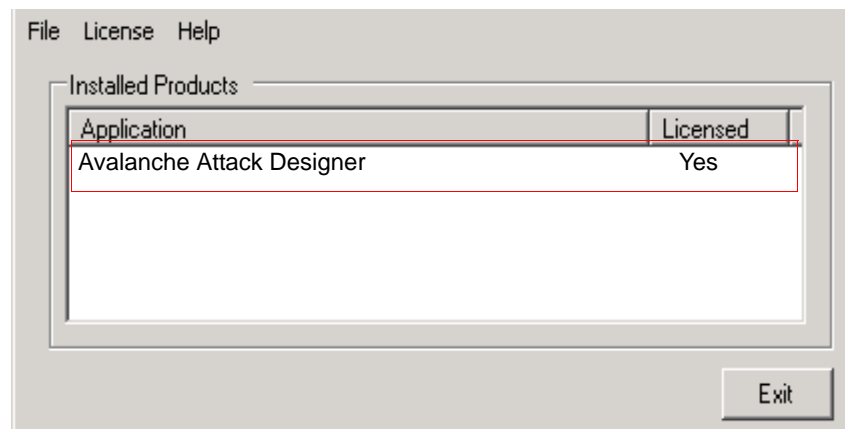 File License Help
Installed Products
Application Licensed
Avalanche Attack Designer Yes
Exit